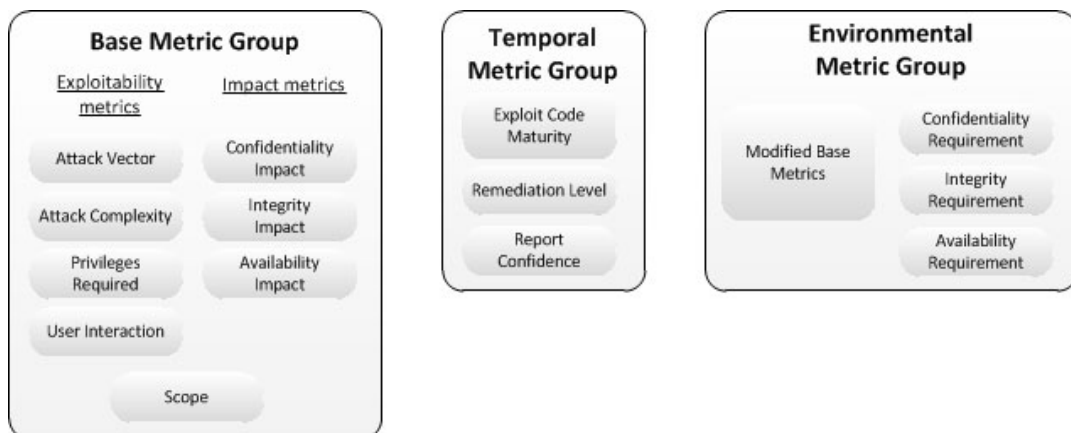 Base Metric Group
Exploitability
metrics
Impact metrics
Attack Vector
Confidentiality
Impact
Attack Complexity
Integrity
Impact
Privileges
Required
Availability
Impact
User Interaction
Scope
Temporal
Metric Group
Exploit Code
Maturity
Remediation Level
Report
Confidence
Environmental
Metric Group
Modified Base
Metrics
Confidentiality
Requirement
Integrity
Requirement
Availability
Requirement